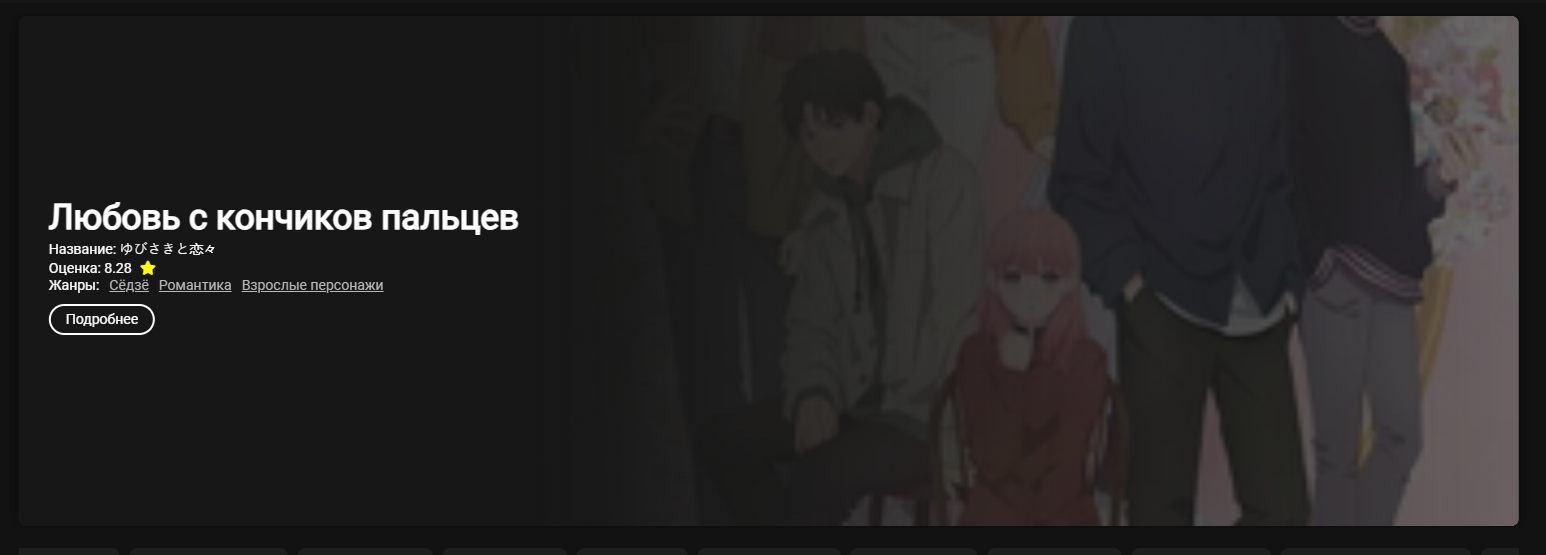 Любовь с кончиков пальцев
Название: ゆびさきと恋々
Оценка: 8.28
Жанры: Сёдзё Романтика Взрослые персонажи
Подробнее